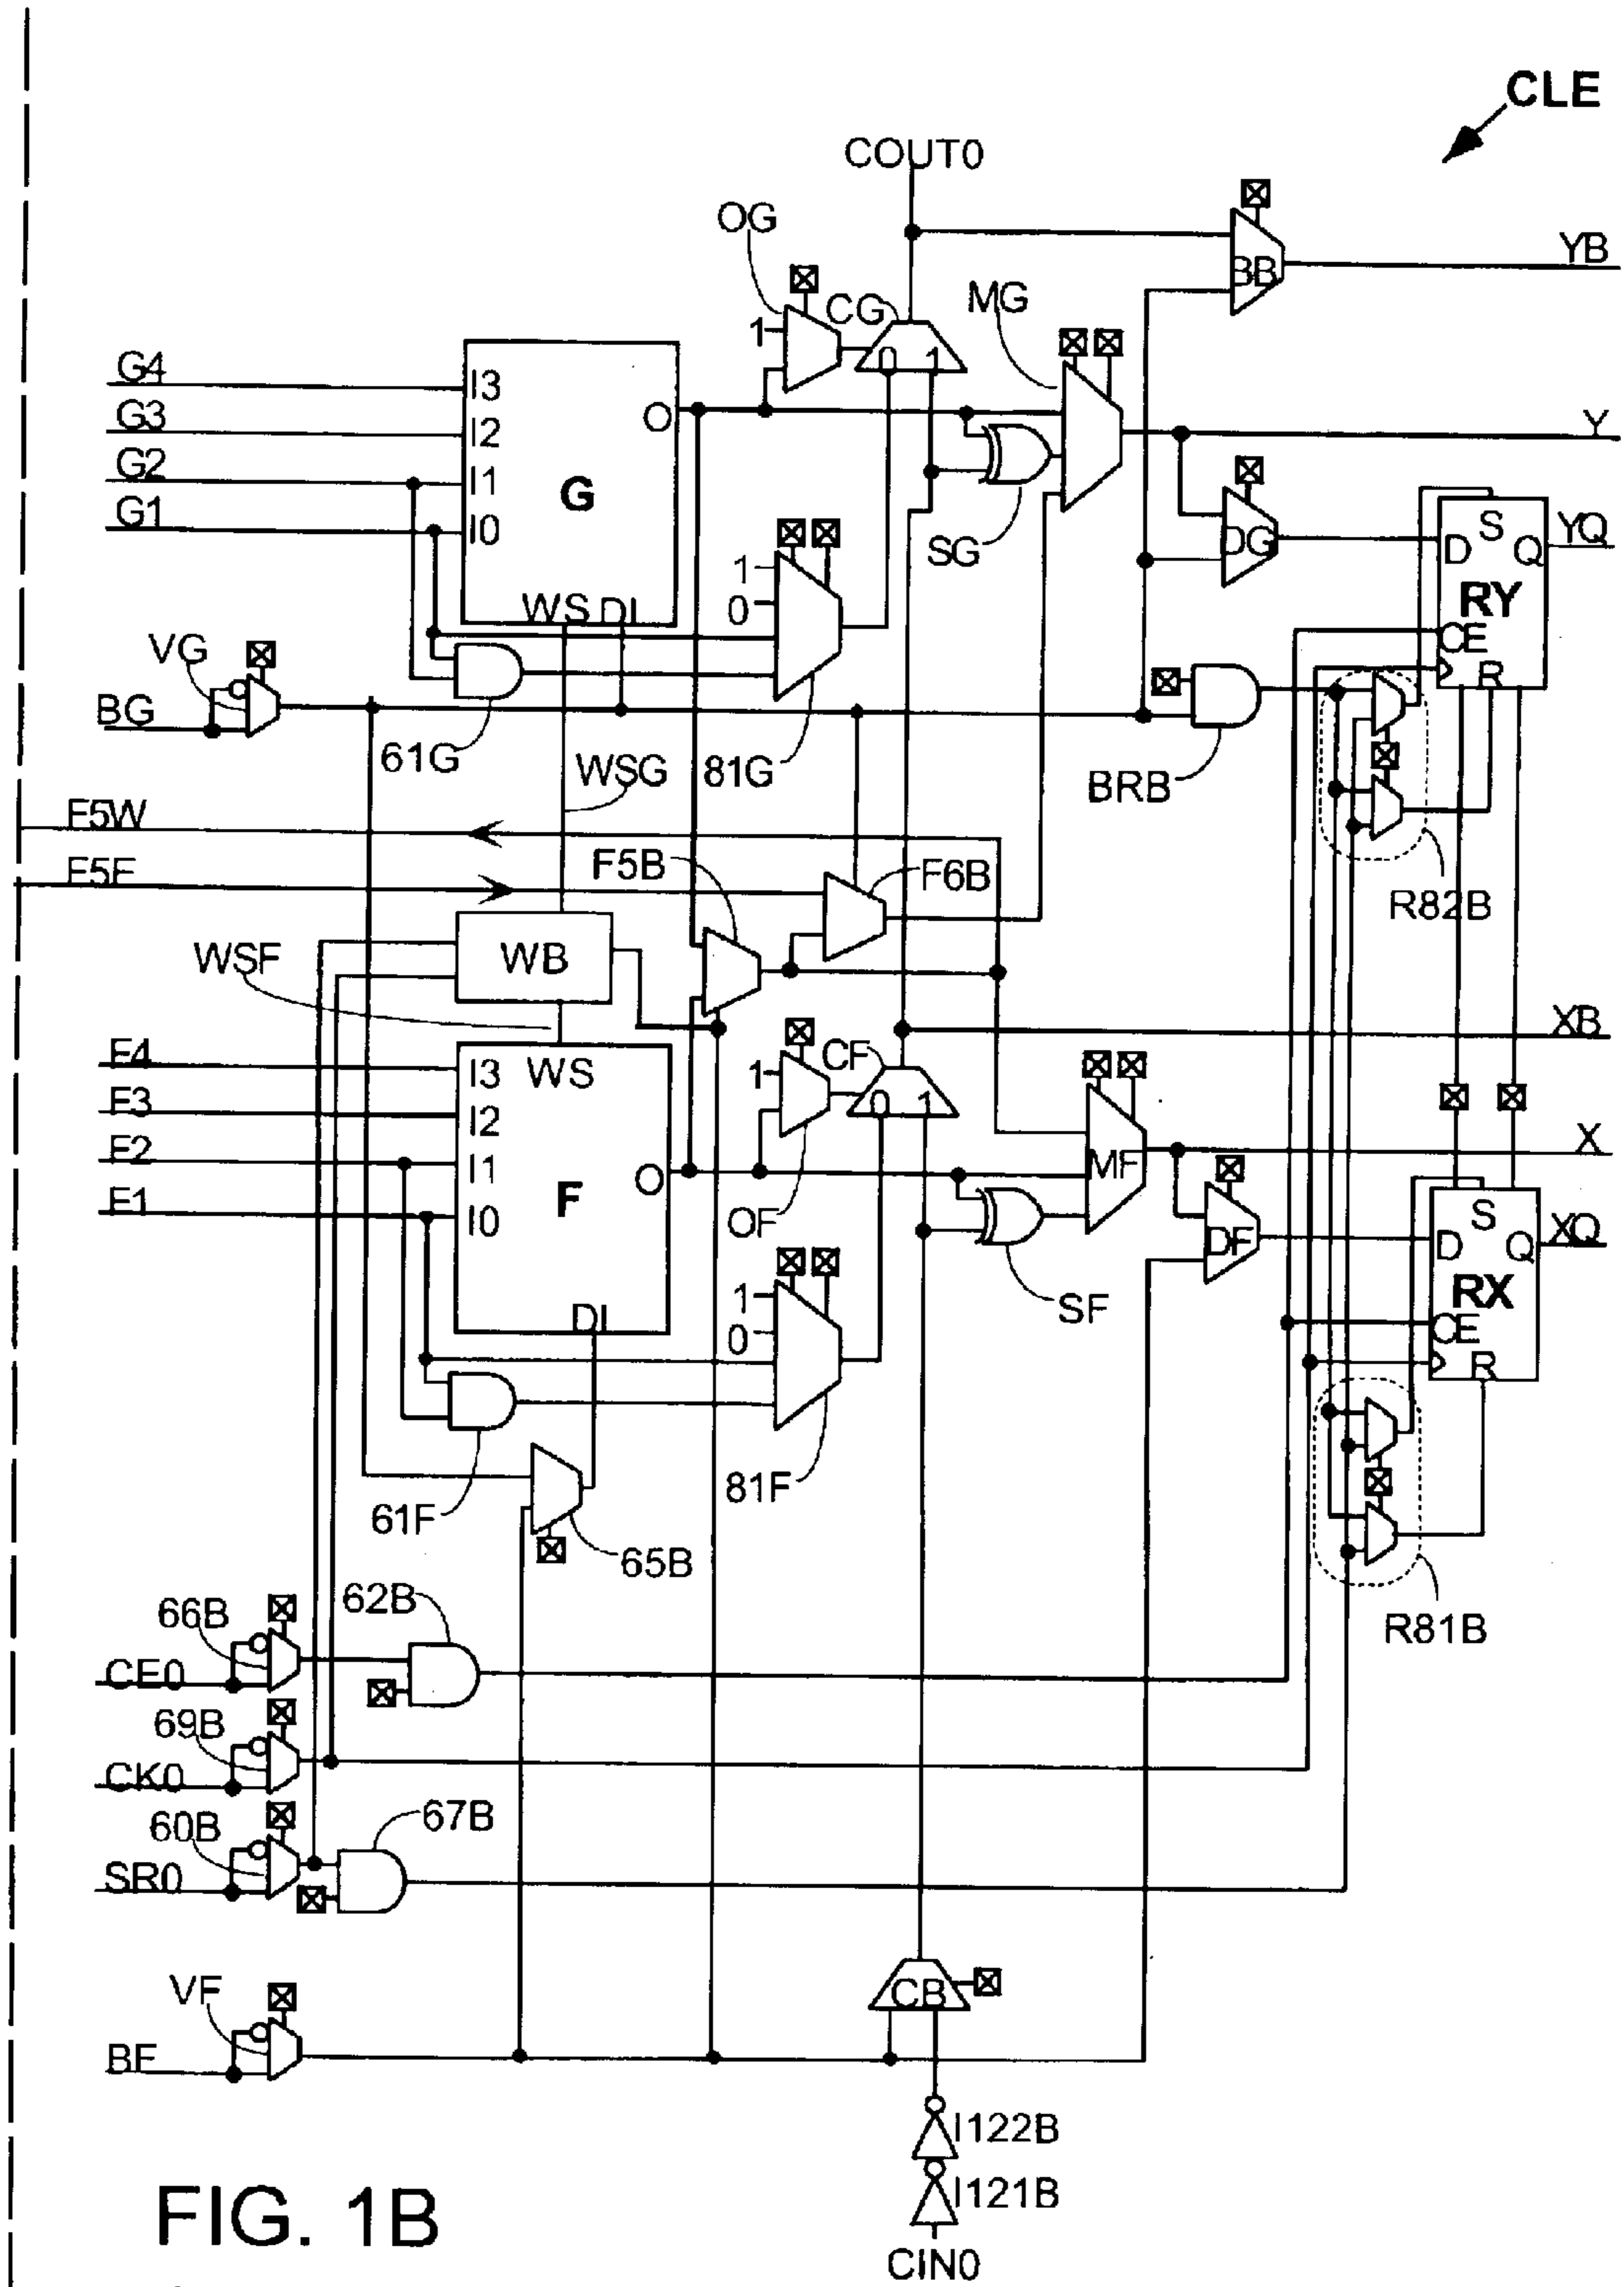 CLE
COUT0
OG
CG
MG
BB
YB
1
0 1
G4
G3
G2
G1
I3
I2
I1
I0
O
G
WS DI
Y
SG
DG
D S Q
RY
CE
R
YQ
1
0
VG
BG
61G
WSG
81G
BRB
R82B
F5W
F5E
F5B
F6B
WB
WSF
XB
F4
F3
F2
F1
WS
I3
I2
I1
I0
O
F
DI
1
CF
0 1
OF
MF
X
SF
DF
D S Q
RX
CE
R
XQ
1
0
81F
61F
65B
R81B
62B
66B
CE0
69B
CK0
60B
67B
SR0
VF
BF
CB
I122B
I121B
CIN0
FIG. 1B